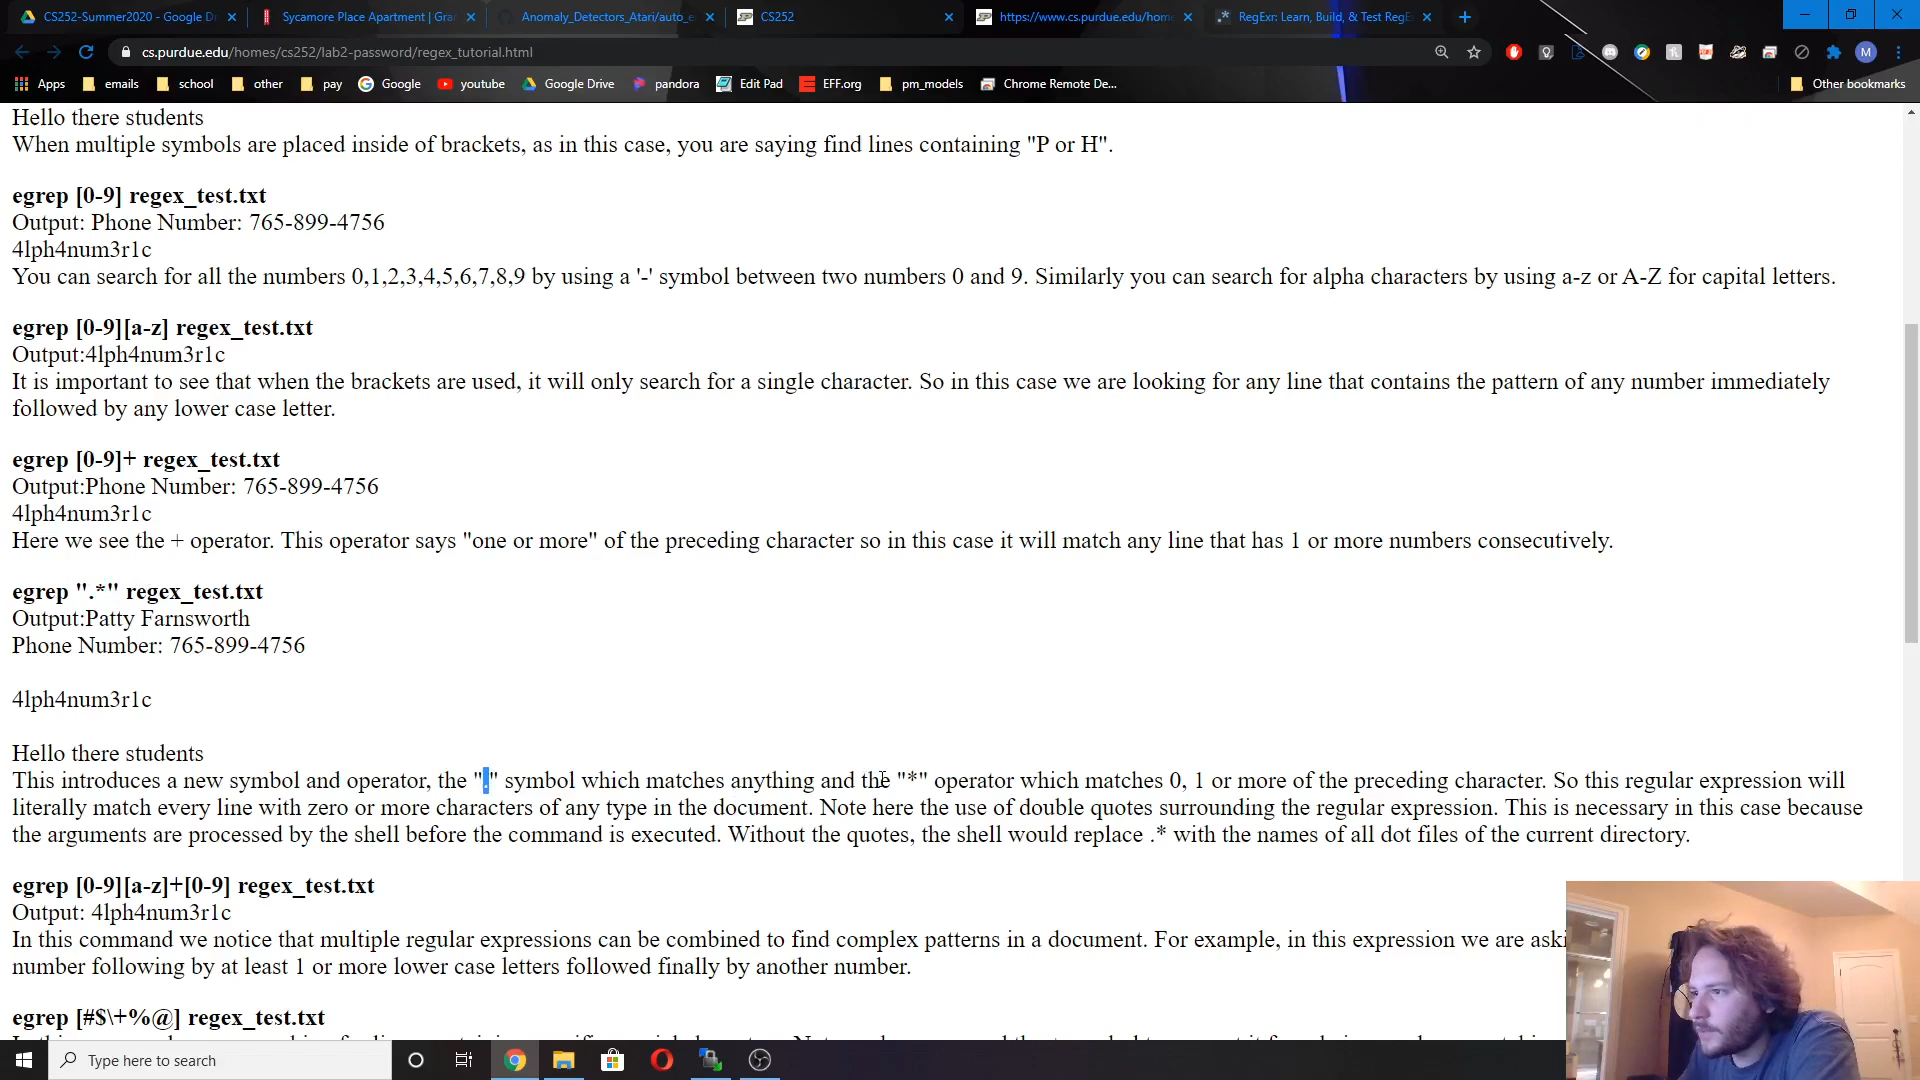 CS252-Summer2020 - Google D
Sycamore Place Apartment | Gra
Anomaly_Detectors_Atari/auto_e
CS252
https://www.cs.purdue.edu/hom
RegExr: Learn, Build, & Test RegE
cs.purdue.edu/homes/cs252/lab2-password/regex_tutorial.html
Apps emails school other pay Google youtube Google Drive pandora Edit Pad EFF.org pm_models Chrome Remote De... Other bookmarks
Hello there students
When multiple symbols are placed inside of brackets, as in this case, you are saying find lines containing "P or H".
egrep [0-9] regex_test.txt
Output: Phone Number: 765-899-4756
4lph4num3r1c
You can search for all the numbers 0,1,2,3,4,5,6,7,8,9 by using a '-' symbol between two numbers 0 and 9. Similarly you can search for alpha characters by using a-z or A-Z for capital letters.
egrep [0-9][a-z] regex_test.txt
Output:4lph4num3r1c
It is important to see that when the brackets are used, it will only search for a single character. So in this case we are looking for any line that contains the pattern of any number immediately
followed by any lower case letter.
egrep [0-9]+ regex_test.txt
Output:Phone Number: 765-899-4756
4lph4num3r1c
Here we see the + operator. This operator says "one or more" of the preceding character so in this case it will match any line that has 1 or more numbers consecutively.
egrep ".*" regex_test.txt
Output:Patty Farnsworth
Phone Number: 765-899-4756
4lph4num3r1c
Hello there students
This introduces a new symbol and operator, the "." symbol which matches anything and the "*" operator which matches 0, 1 or more of the preceding character. So this regular expression will
literally match every line with zero or more characters of any type in the document. Note here the use of double quotes surrounding the regular expression. This is necessary in this case because
the arguments are processed by the shell before the command is executed. Without the quotes, the shell would replace .* with the names of all dot files of the current directory.
egrep [0-9][a-z]+[0-9] regex_test.txt
Output: 4lph4num3r1c
In this command we notice that multiple regular expressions can be combined to find complex patterns in a document. For example, in this expression we are aski
number following by at least 1 or more lower case letters followed finally by another number.
egrep [#$\+%@] regex_test.txt
Type here to search